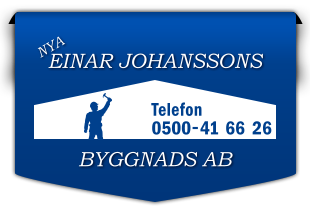 NYA
EINAR JOHANSSONS
Telefon
0500-41 66 26
BYGGNADS AB